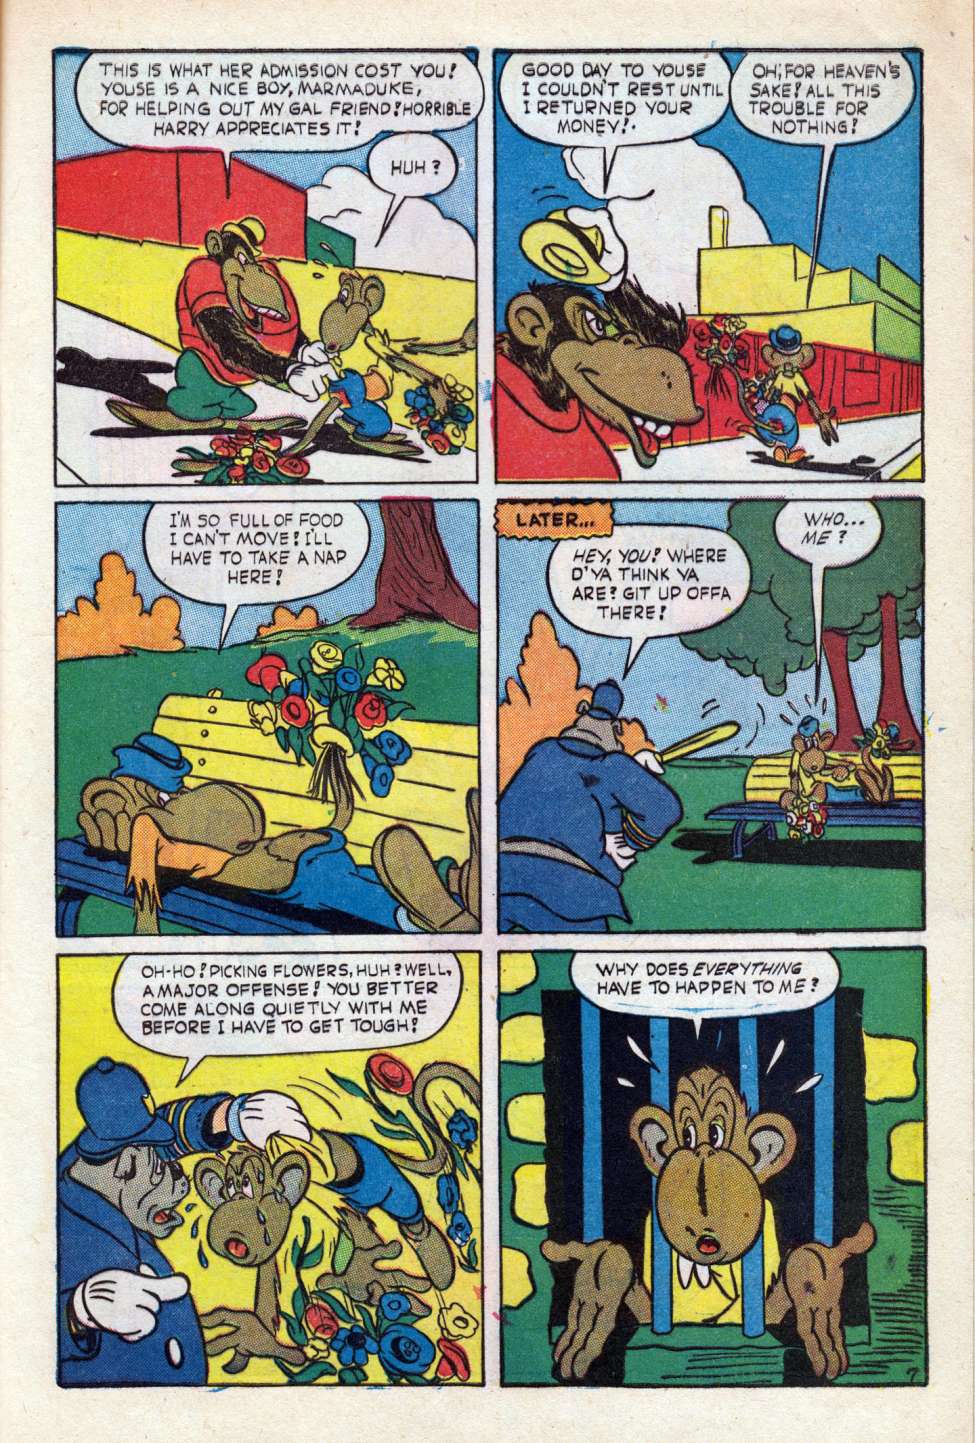 THIS IS WHAT HER ADMISSION COST YOU!
YOUSE IS A NICE BOY, MARMADUKE,
FOR HELPING OUT MY GAL FRIEND! HORRIBLE
HARRY APPRECIATES IT!
HUH?
GOOD DAY TO YOUSE
I COULDN'T REST UNTIL
I RETURNED YOUR
MONEY!.
OH, FOR HEAVEN'S
SAKE! ALL THIS
TROUBLE FOR
NOTHING!
I'M SO FULL OF FOOD
I CAN'T MOVE! I'LL
HAVE TO TAKE A NAP
HERE!
LATER...
HEY, YOU! WHERE
D'YA THINK YA
ARE? GIT UP OFFA
THERE!
WHO...
ME?
OH-HO! PICKING FLOWERS, HUH? WELL,
A MAJOR OFFENSE! YOU BETTER
COME ALONG QUIETLY WITH ME
BEFORE I HAVE TO GET TOUGH!
WHY DOES EVERYTHING
HAVE TO HAPPEN TO ME?
7